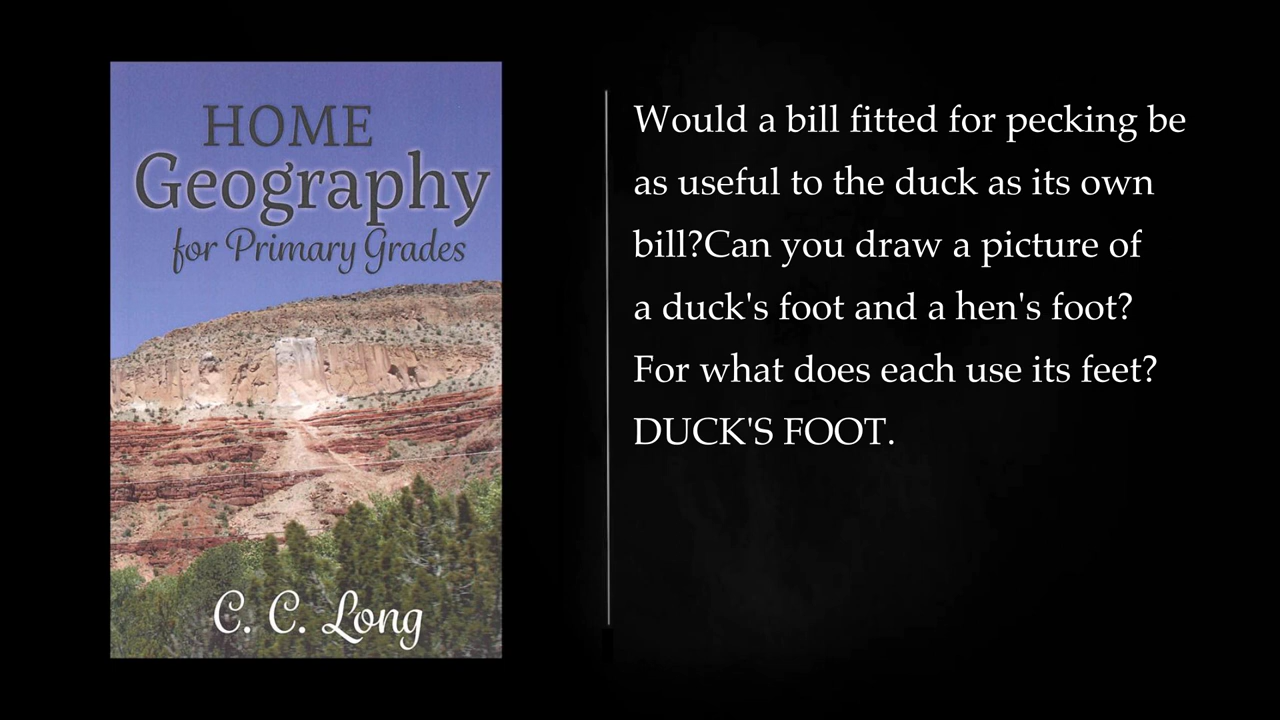 HOME
Geography
for Primary Grades
C. C. Long
Would a bill fitted for pecking be
as useful to the duck as its own
bill?Can you draw a picture of
a duck's foot and a hen's foot?
For what does each use its feet?
DUCK'S FOOT.